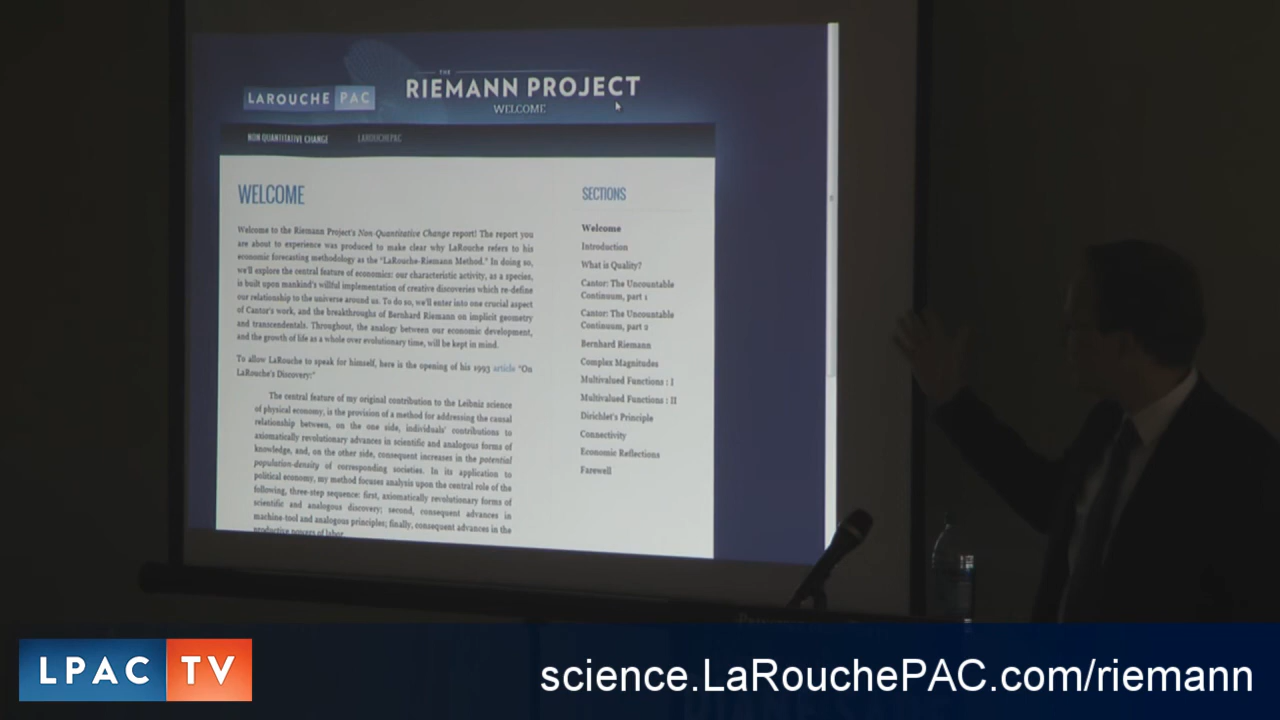 THE
RIEMANN PROJECT
LAROUCHE PAC
WELCOME
NON QUANTITATIVE CHANGE LAROUCHEPAC
WELCOME
Welcome to the Riemann Project's Non-Quantitative Change report! The report you
are about to experience was produced to make clear why LaRouche refers to his
economic forecasting methodology as the "LaRouche-Riemann Method." In doing so,
we'll explore the central feature of economics: our characteristic activity, as a species,
is built upon mankind's willful implementation of creative discoveries which re-define
our relationship to the universe around us. To do so, we'll enter into one crucial aspect
of Cantor's work, and the breakthroughs of Bernhard Riemann on implicit geometry
and transcendentals. Throughout, the analogy between our economic development,
and the growth of life as a whole over evolutionary time, will be kept in mind.
To allow LaRouche to speak for himself, here is the opening of his 1993 article "On
LaRouche's Discovery:"
The central feature of my original contribution to the Leibniz science
of physical economy, is the provision of a method for addressing the causal
relationship between, on the one side, individuals' contributions to
axiomatically revolutionary advances in scientific and analogous forms of
knowledge, and, on the other side, consequent increases in the potential
population-density of corresponding societies. In its application to
political economy, my method focuses analysis upon the central role of the
following, three-step sequence: first, axiomatically revolutionary forms of
scientific and analogous discovery; second, consequent advances in
machine-tool and analogous principles; finally, consequent advances in the
productive powers of labor.
SECTIONS
Welcome
Introduction
What is Quality?
Cantor: The Uncountable
Continuum, part 1
Cantor: The Uncountable
Continuum, part 2
Bernhard Riemann
Complex Magnitudes
Multivalued Functions : I
Multivalued Functions : II
Dirichlet's Principle
Connectivity
Economic Reflections
Farewell
LPAC TV
science.LaRouchePAC.com/riemann